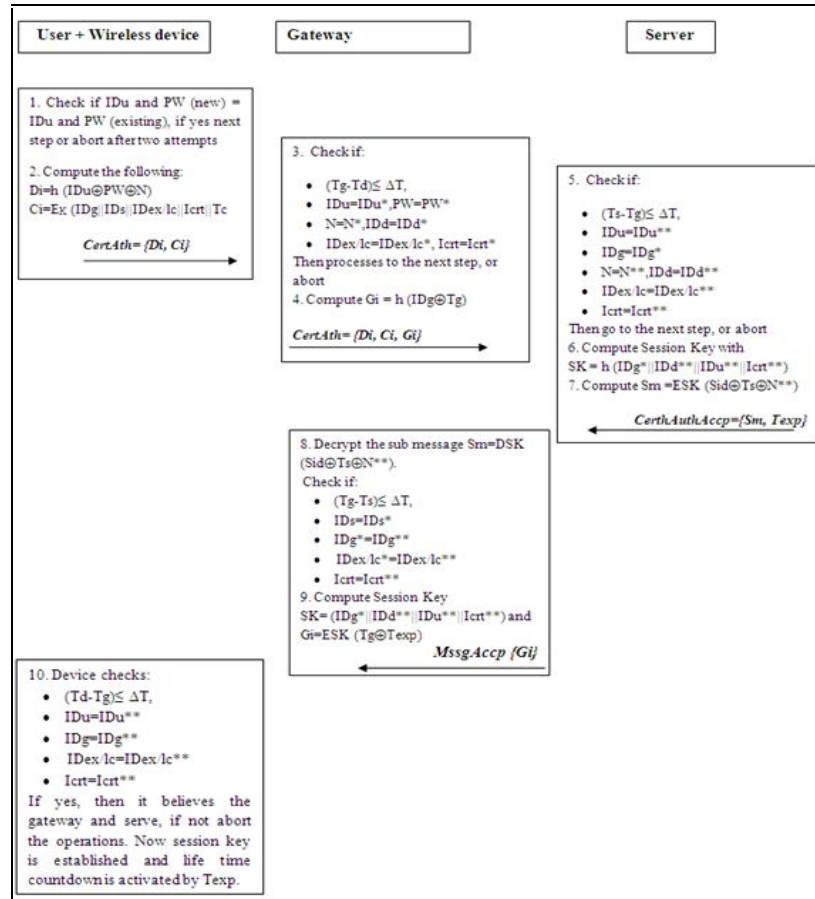 User + Wireless device
Gateway
Server
1. Check if IDu and PW (new) =
IDu and PW (existing), if yes next
step or abort after two attempts
2. Compute the following:
Di=h (IDu⊕PW⊕N)
Ci=EK (IDg||IDs||IDex/lc||Icrt||Tc
CertAth= {Di, Ci}
3. Check if:
• (Tg-Td)≤ ΔT,
• IDu=IDu*,PW=PW*
• N=N*,IDd=IDd*
• IDex/lc=IDex/lc*, Icrt=Icrt*
Then processes to the next step, or
abort
4. Compute Gi = h (IDg⊕Tg)
CertAth= {Di, Ci, Gi}
5. Check if:
• (Ts-Tg)≤ ΔT,
• IDu=IDu**
• IDg=IDg*
• N=N**,IDd=IDd**
• IDex/lc=IDex/lc**
• Icrt=Icrt**
Then go to the next step, or abort
6. Compute Session Key with
SK = h (IDg*||IDd**||IDu**||Icrt**)
7. Compute Sm =ESK (Sid⊕Ts⊕N**)
CerthAuthAccp={Sm, Texp}
8. Decrypt the sub message Sm=DSK
(Sid⊕Ts⊕N**).
Check if:
• (Tg-Ts)≤ ΔT,
• IDs=IDs*
• IDg*=IDg**
• IDex/lc*=IDex/lc**
• Icrt=Icrt**
9. Compute Session Key
SK= (IDg*||IDd**||IDu**||Icrt**) and
Gi=ESK (Tg⊕Texp)
MssgAccp {Gi}
10. Device checks:
• (Td-Tg)≤ ΔT,
• IDu=IDu**
• IDg=IDg**
• IDex/lc=IDex/lc**
• Icrt=Icrt**
If yes, then it believes the
gateway and serve, if not abort
the operations. Now session key
is established and life time
countdown is activated by Texp.